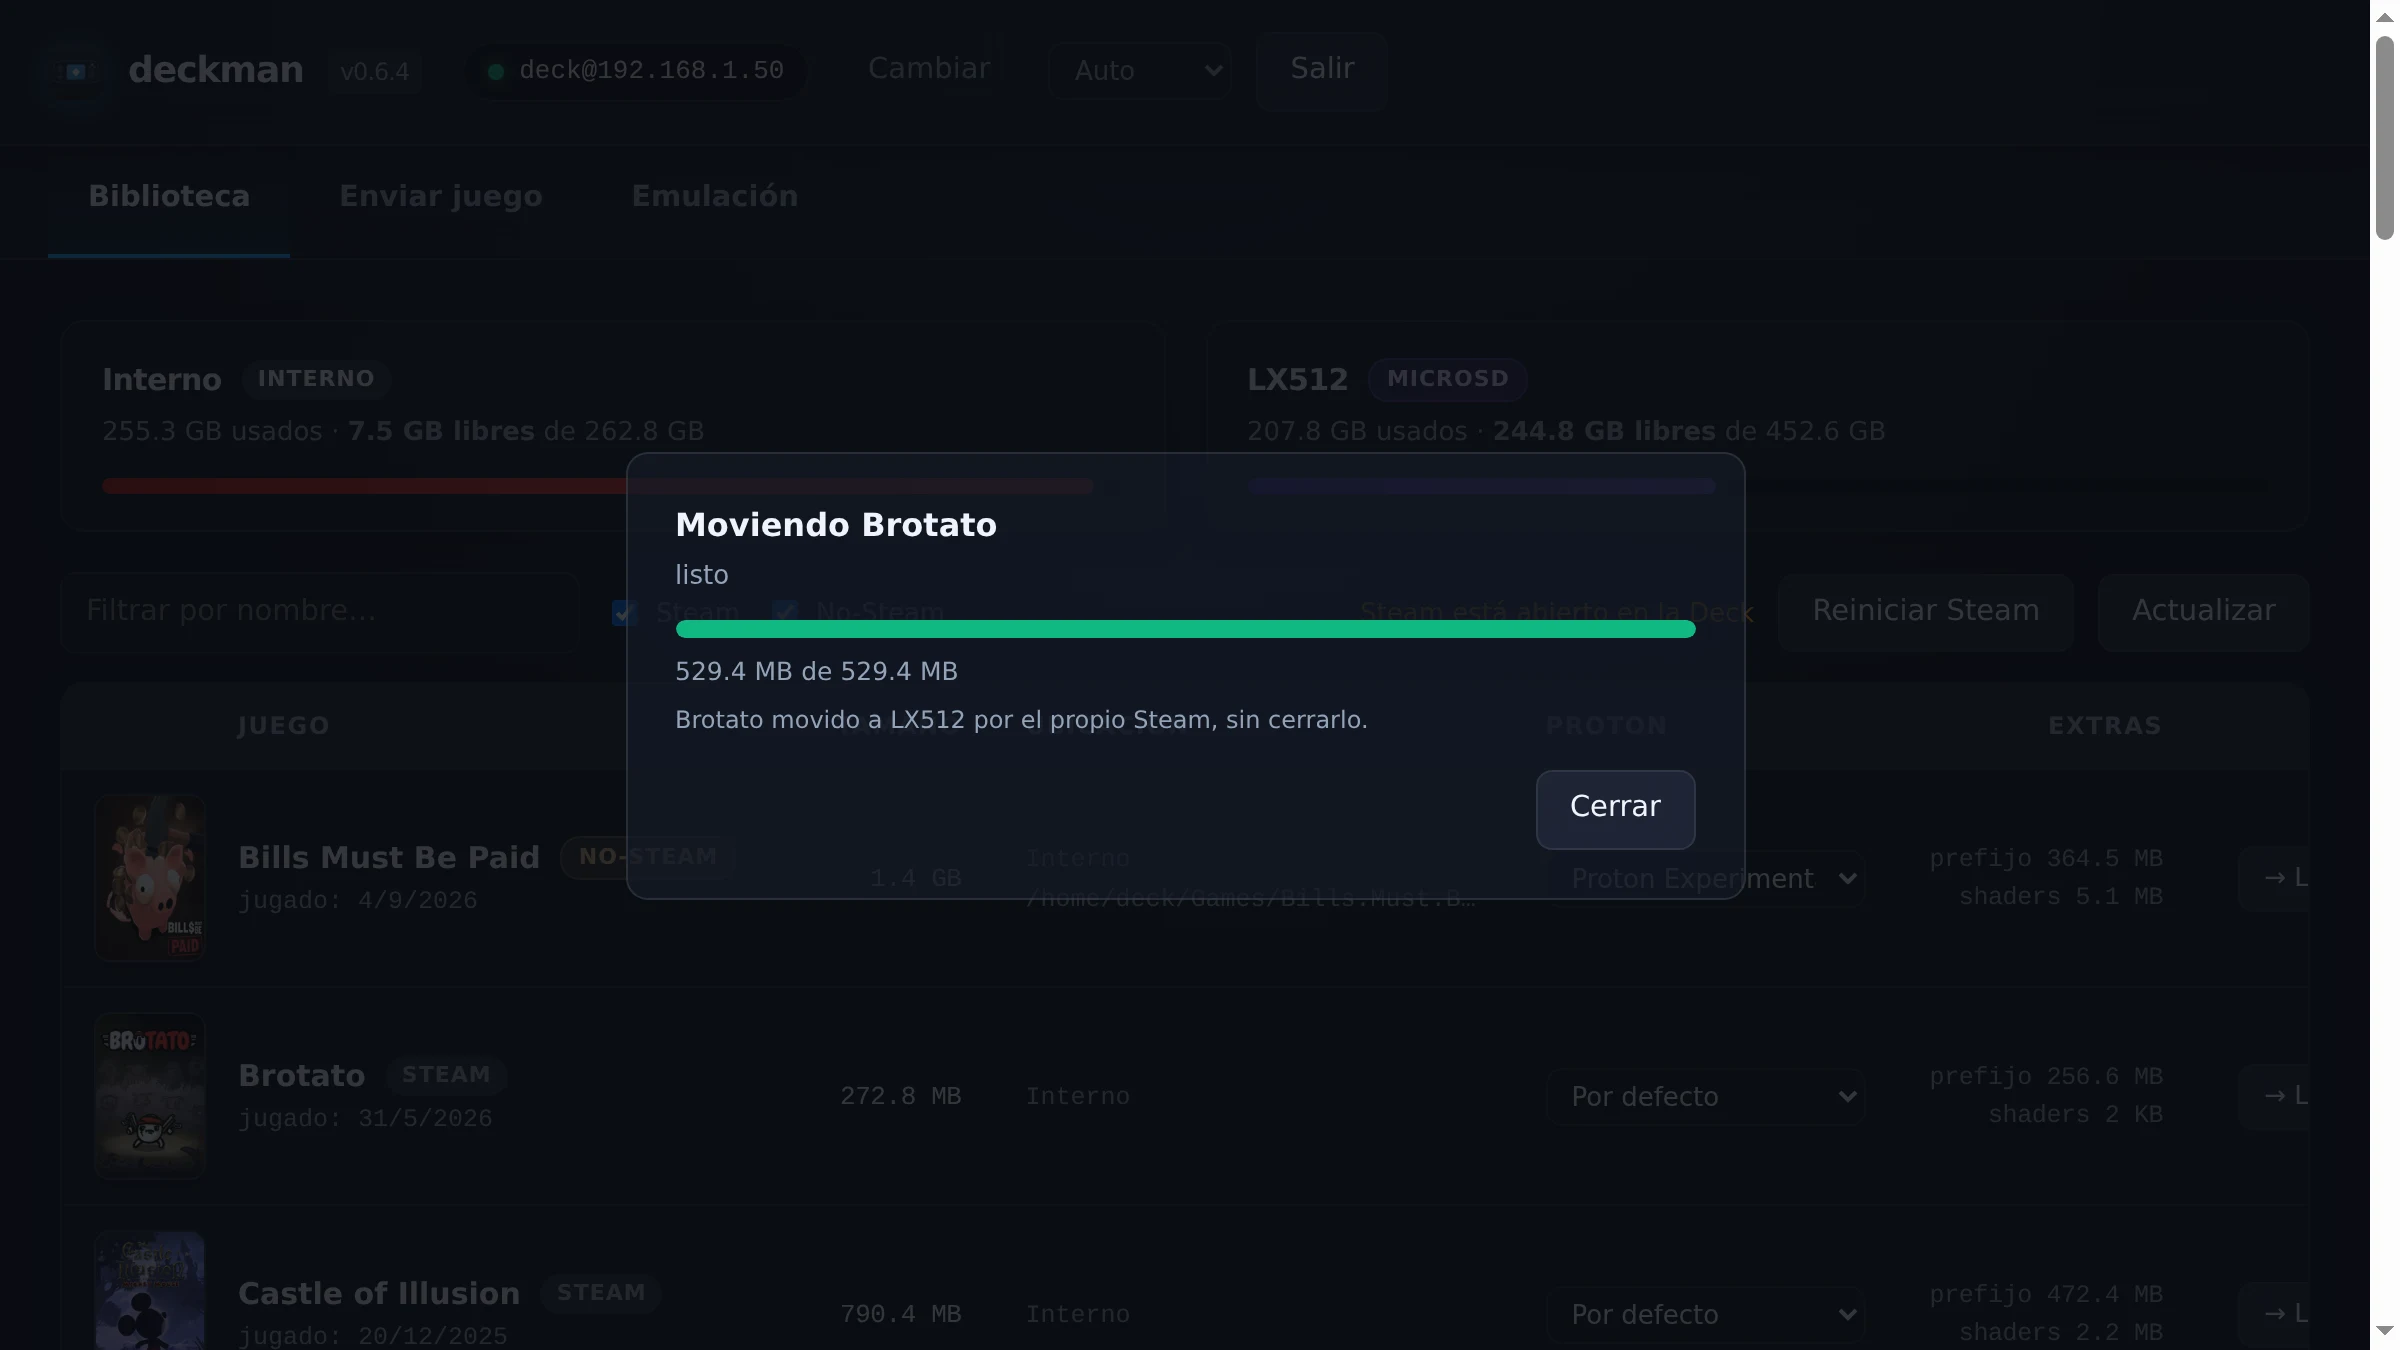 deckman v0.6.4 deck@192.168.1.50 Cambiar Auto Salir
Biblioteca Enviar juego Emulación
Interno INTERNO
255.3 GB usados · 7.5 GB libres de 262.8 GB
LX512 MICROSD
207.8 GB usados · 244.8 GB libres de 452.6 GB
Moviendo Brotato
listo
529.4 MB de 529.4 MB
Brotato movido a LX512 por el propio Steam, sin cerrarlo.
Cerrar
Filtrar por nombre... Steam No-Steam Steam está abierto en la Deck Reiniciar Steam Actualizar
JUEGO PROTON EXTRAS
Bills Must Be Paid NO-STEAM
jugado: 4/9/2026
1.4 GB
Interno
/home/deck/Games/Bills.Must.B…
Proton Experiment
prefijo 364.5 MB
shaders 5.1 MB
→ L
BROTATO
Brotato STEAM
jugado: 31/5/2026
272.8 MB
Interno
Por defecto
prefijo 256.6 MB
shaders 2 KB
→ L
Castle of Illusion STEAM
jugado: 20/12/2025
790.4 MB
Interno
Por defecto
prefijo 472.4 MB
shaders 2.2 MB
→ L